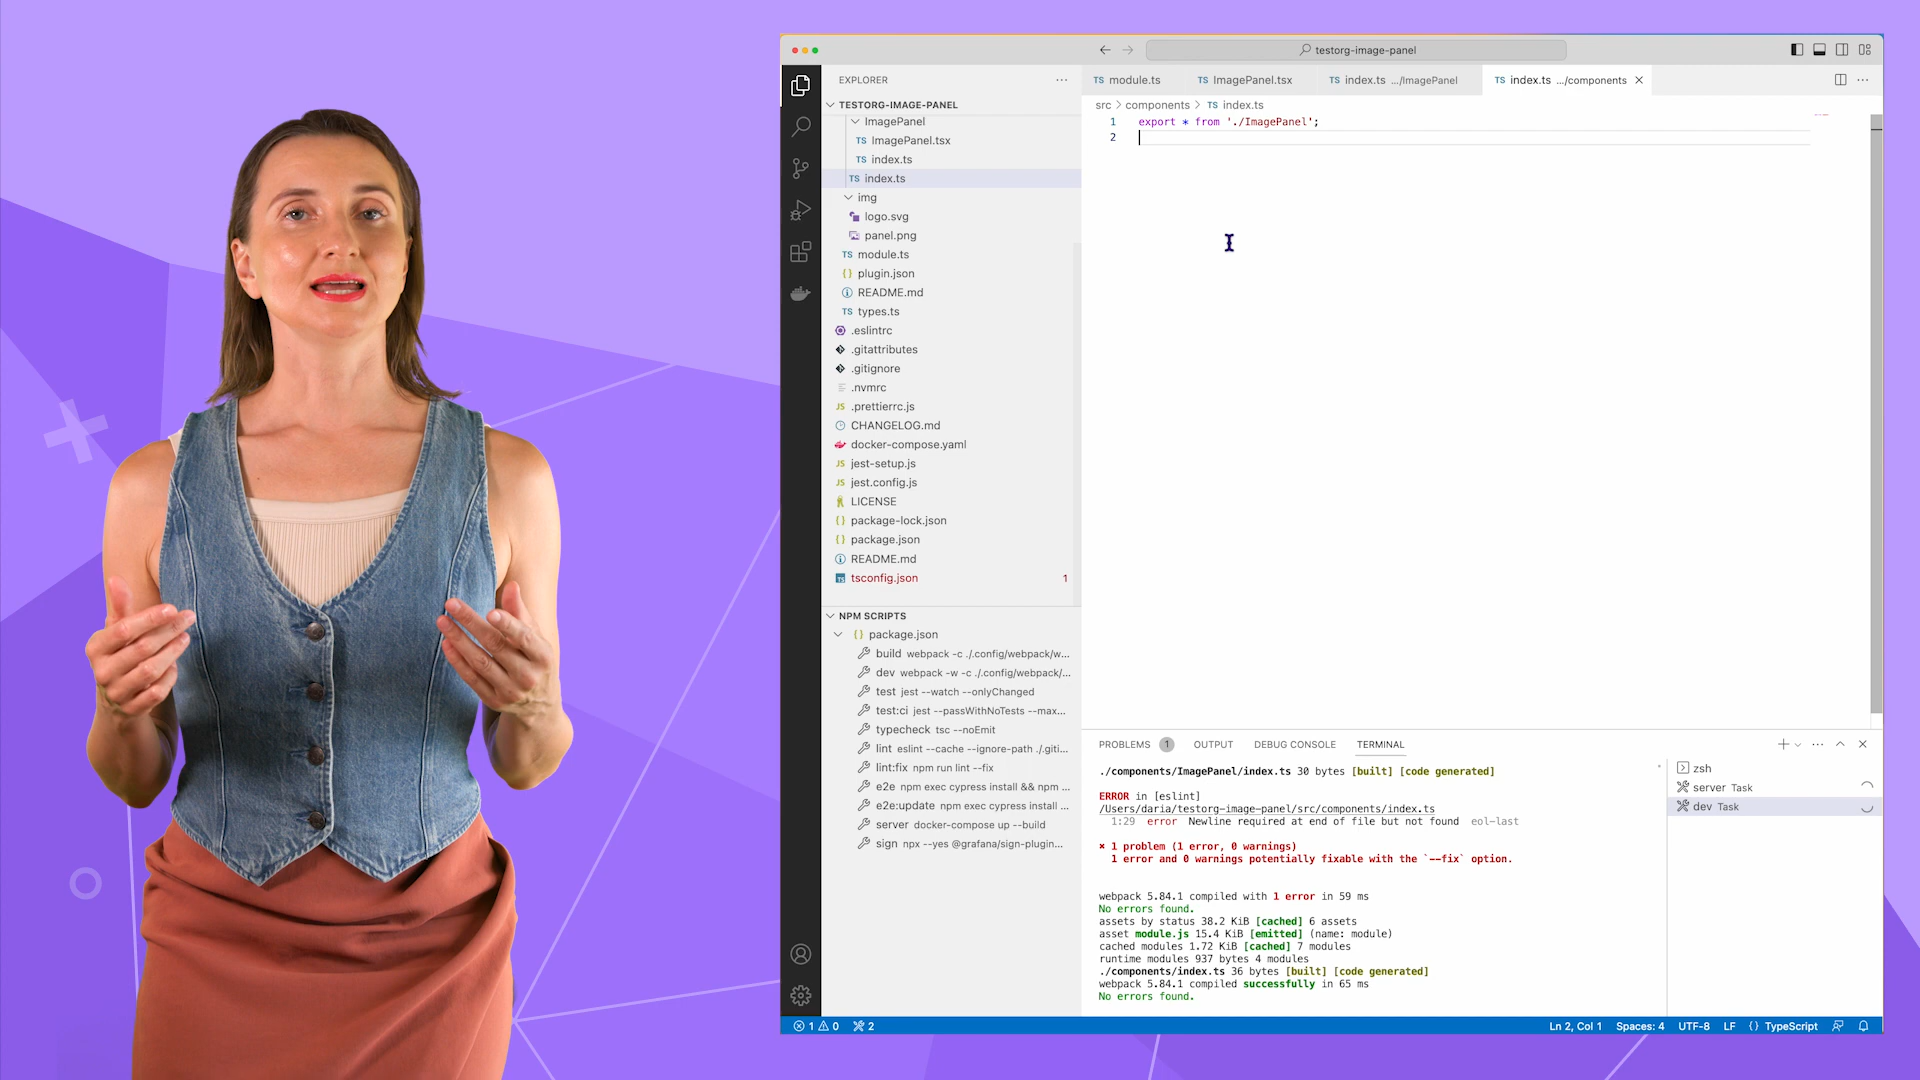 testorg-image-panel
EXPLORER
TESTORG-IMAGE-PANEL
ImagePanel
TS ImagePanel.tsx
TS index.ts
TS index.ts
img
logo.svg
panel.png
TS module.ts
{} plugin.json
README.md
TS types.ts
.eslintrc
.gitattributes
.gitignore
.nvmrc
JS .prettierrc.js
CHANGELOG.md
docker-compose.yaml
JS jest-setup.js
JS jest.config.js
LICENSE
{} package-lock.json
{} package.json
README.md
TS tsconfig.json 1
NPM SCRIPTS
{} package.json
build webpack -c ./.config/webpack/w...
dev webpack -w -c ./.config/webpack/...
test jest --watch --onlyChanged
test:ci jest --passWithNoTests --max...
typecheck tsc --noEmit
lint eslint --cache --ignore-path ./.giti...
lint:fix npm run lint --fix
e2e npm exec cypress install && npm ...
e2e:update npm exec cypress install ...
server docker-compose up --build
sign npx --yes @grafana/sign-plugin...
TS module.ts TS ImagePanel.tsx TS index.ts .../ImagePanel TS index.ts .../components
src > components > TS index.ts
1 export * from './ImagePanel';
2
PROBLEMS 1 OUTPUT DEBUG CONSOLE TERMINAL
./components/ImagePanel/index.ts 30 bytes [built] [code generated]
ERROR in [eslint]
/Users/daria/testorg-image-panel/src/components/index.ts
1:29 error Newline required at end of file but not found eol-last
✖ 1 problem (1 error, 0 warnings)
1 error and 0 warnings potentially fixable with the `--fix` option.
webpack 5.84.1 compiled with 1 error in 59 ms
No errors found.
assets by status 38.2 KiB [cached] 6 assets
asset module.js 15.4 KiB [emitted] (name: module)
cached modules 1.72 KiB [cached] 7 modules
runtime modules 937 bytes 4 modules
./components/index.ts 36 bytes [built] [code generated]
webpack 5.84.1 compiled successfully in 65 ms
No errors found.
zsh
server Task
dev Task
1 0 2
Ln 2, Col 1 Spaces: 4 UTF-8 LF {} TypeScript